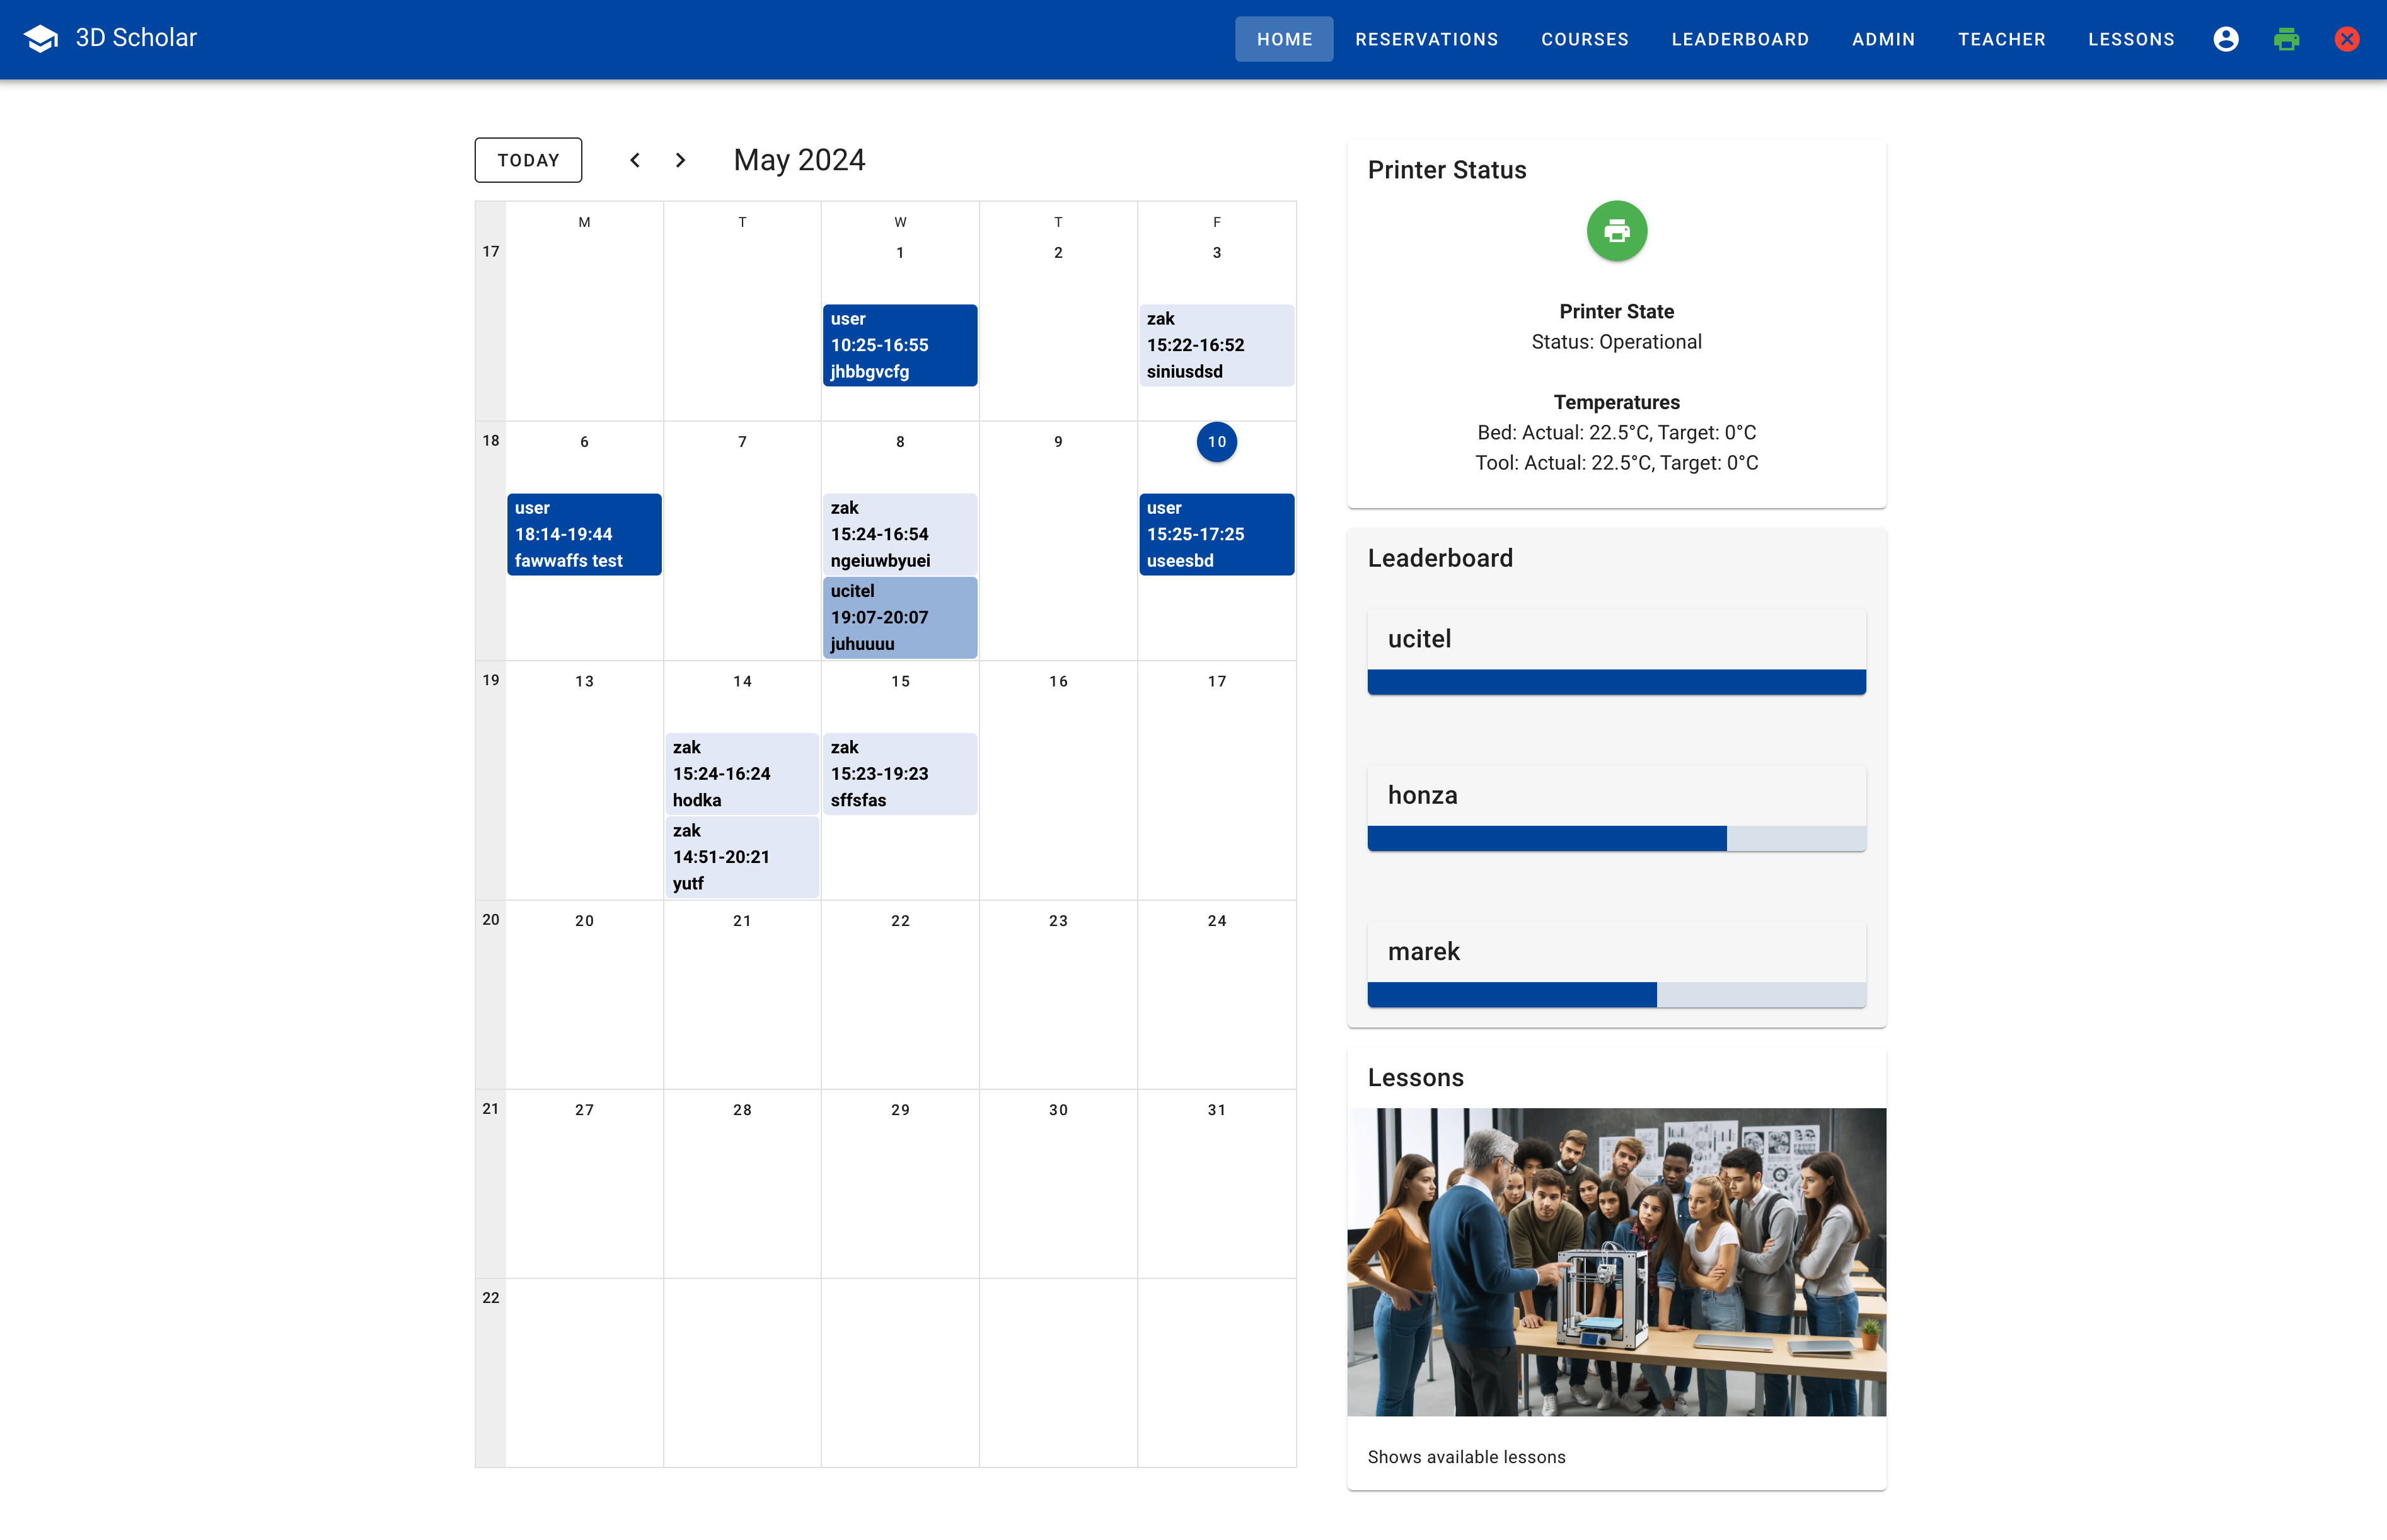 3D Scholar
HOME RESERVATIONS COURSES LEADERBOARD ADMIN TEACHER LESSONS
TODAY
May 2024
M T W T F
17 1 2 3
user
10:25-16:55
jhbbgvcfg
zak
15:22-16:52
siniusdsd
18 6 7 8 9 10
user
18:14-19:44
fawwaffs test
zak
15:24-16:54
ngeiuwbyuei
ucitel
19:07-20:07
juhuuuu
user
15:25-17:25
useesbd
19 13 14 15 16 17
zak
15:24-16:24
hodka
zak
14:51-20:21
yutf
zak
15:23-19:23
sffsfas
20 20 21 22 23 24
21 27 28 29 30 31
22
Printer Status
Printer State
Status: Operational
Temperatures
Bed: Actual: 22.5°C, Target: 0°C
Tool: Actual: 22.5°C, Target: 0°C
Leaderboard
ucitel
honza
marek
Lessons
Shows available lessons